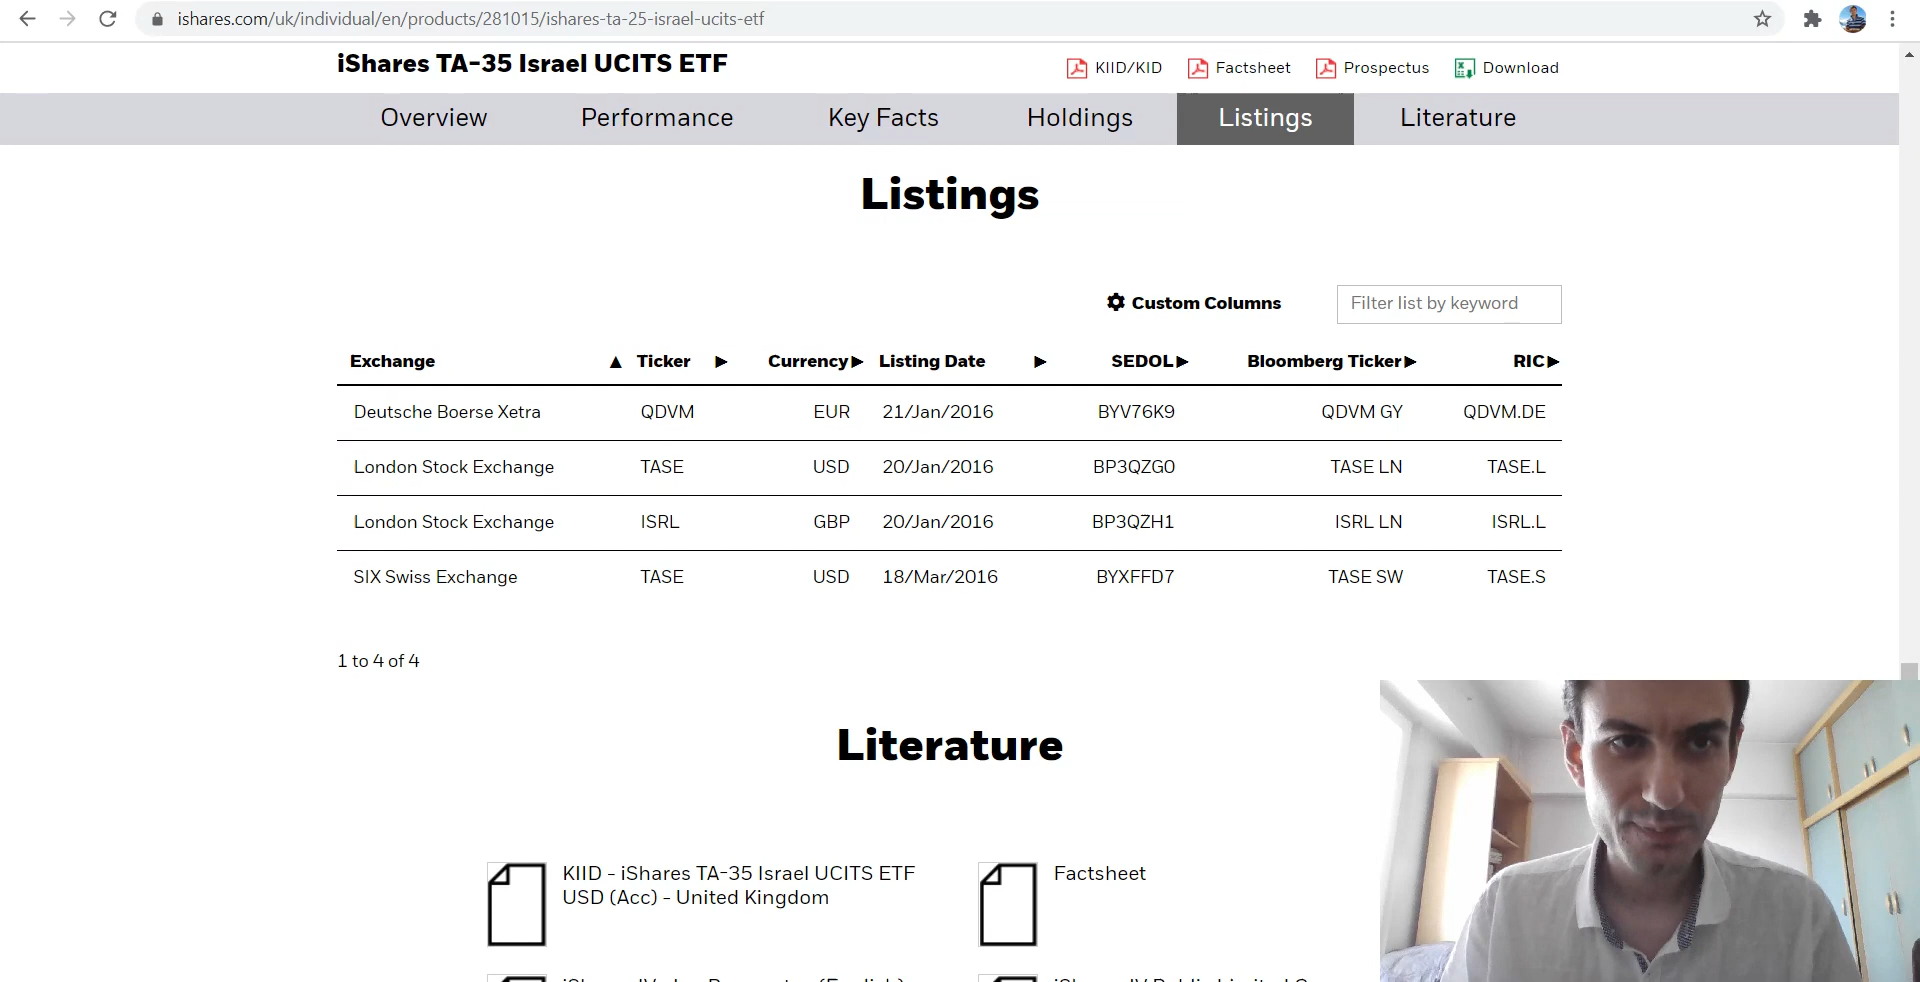 ishares.com/uk/individual/en/products/281015/ishares-ta-25-israel-ucits-etf
iShares TA-35 Israel UCITS ETF
KIID/KID Factsheet Prospectus Download
Overview Performance Key Facts Holdings Listings Literature
Listings
Custom Columns Filter list by keyword
Exchange ▲ Ticker ▶ Currency▶ Listing Date ▶ SEDOL▶ Bloomberg Ticker▶ RIC▶
Deutsche Boerse Xetra QDVM EUR 21/Jan/2016 BYV76K9 QDVM GY QDVM.DE
London Stock Exchange TASE USD 20/Jan/2016 BP3QZG0 TASE LN TASE.L
London Stock Exchange ISRL GBP 20/Jan/2016 BP3QZH1 ISRL LN ISRL.L
SIX Swiss Exchange TASE USD 18/Mar/2016 BYXFFD7 TASE SW TASE.S
1 to 4 of 4
Literature
KIID - iShares TA-35 Israel UCITS ETF
USD (Acc) - United Kingdom
Factsheet